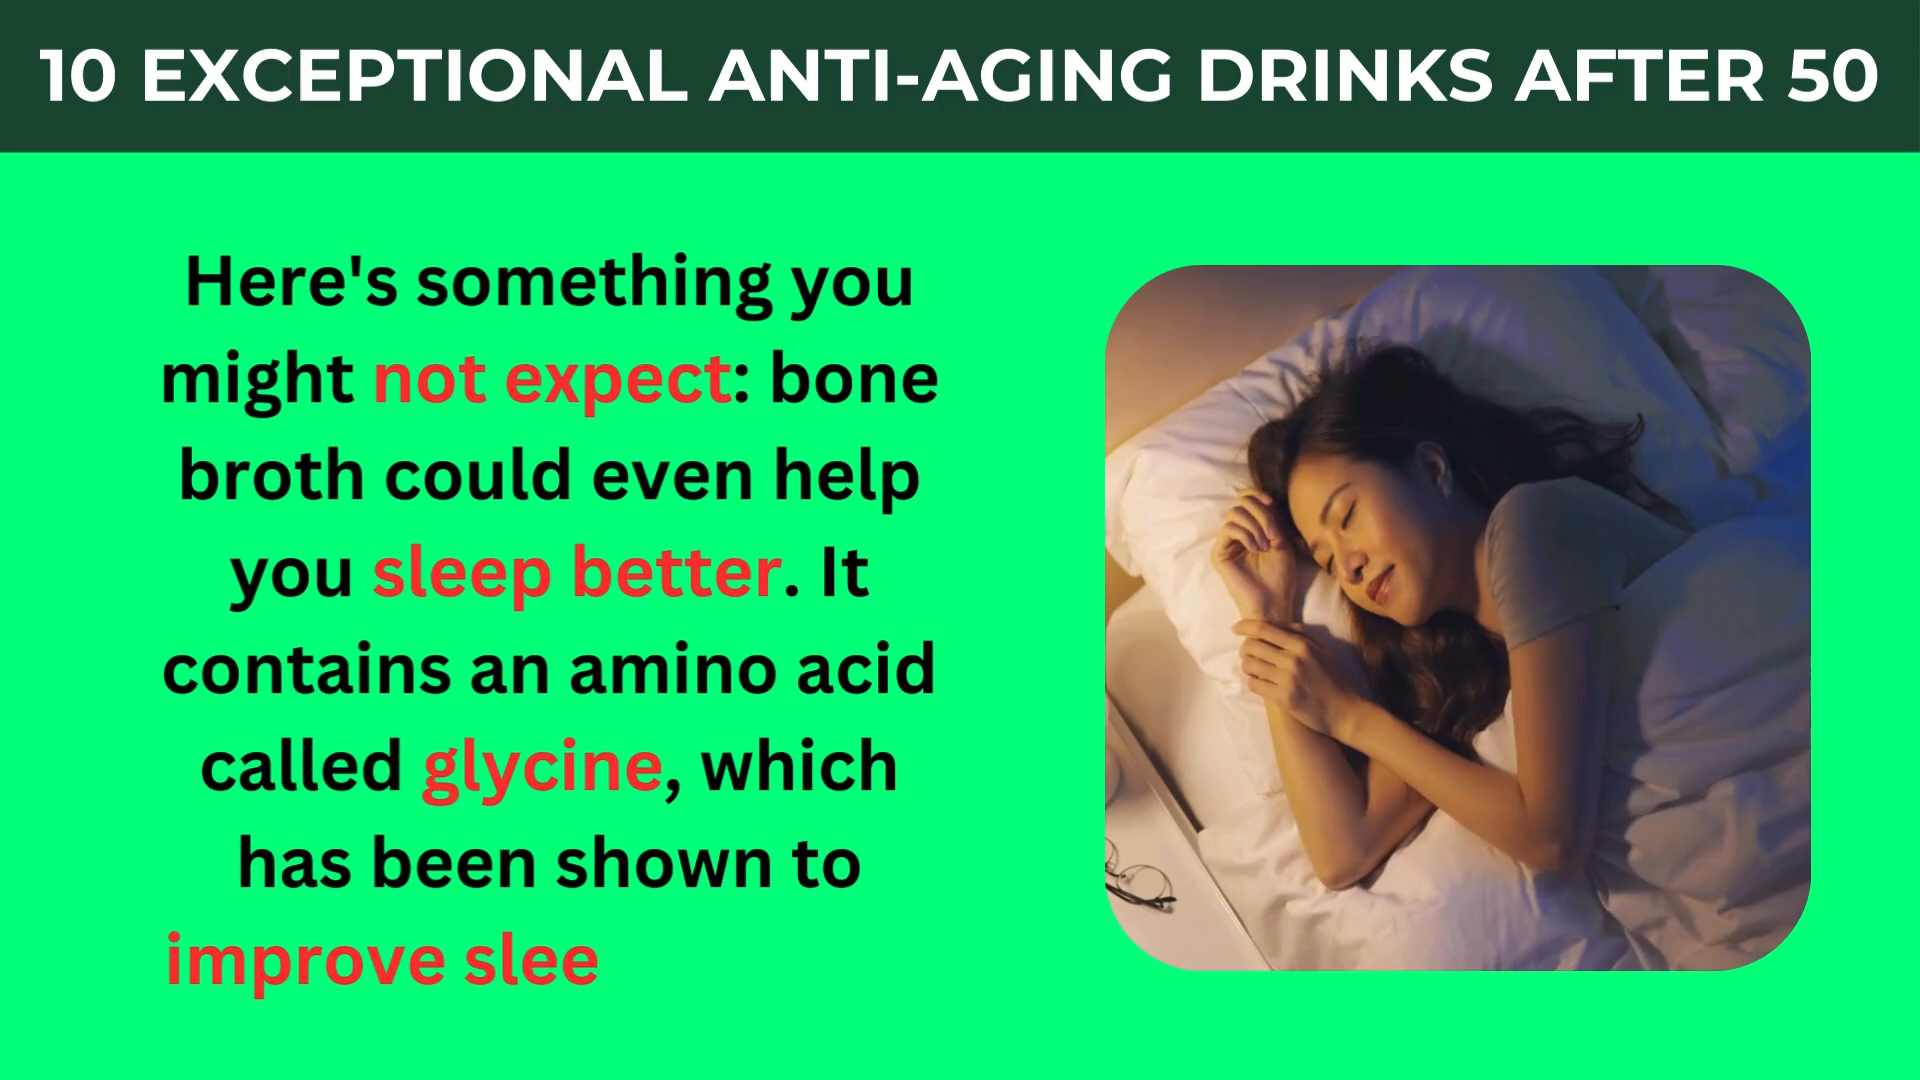 10 EXCEPTIONAL ANTI-AGING DRINKS AFTER 50
Here's something you
might not expect: bone
broth could even help
you sleep better. It
contains an amino acid
called glycine, which
has been shown to
improve slee